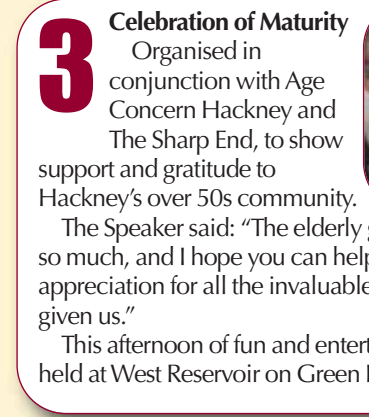 3
Celebration of Maturity
Organised in
conjunction with Age
Concern Hackney and
The Sharp End, to show
support and gratitude to
Hackney's over 50s community.
The Speaker said: "The elderly
so much, and I hope you can help
appreciation for all the invaluable
given us."
This afternoon of fun and
held at West Reservoir on Green